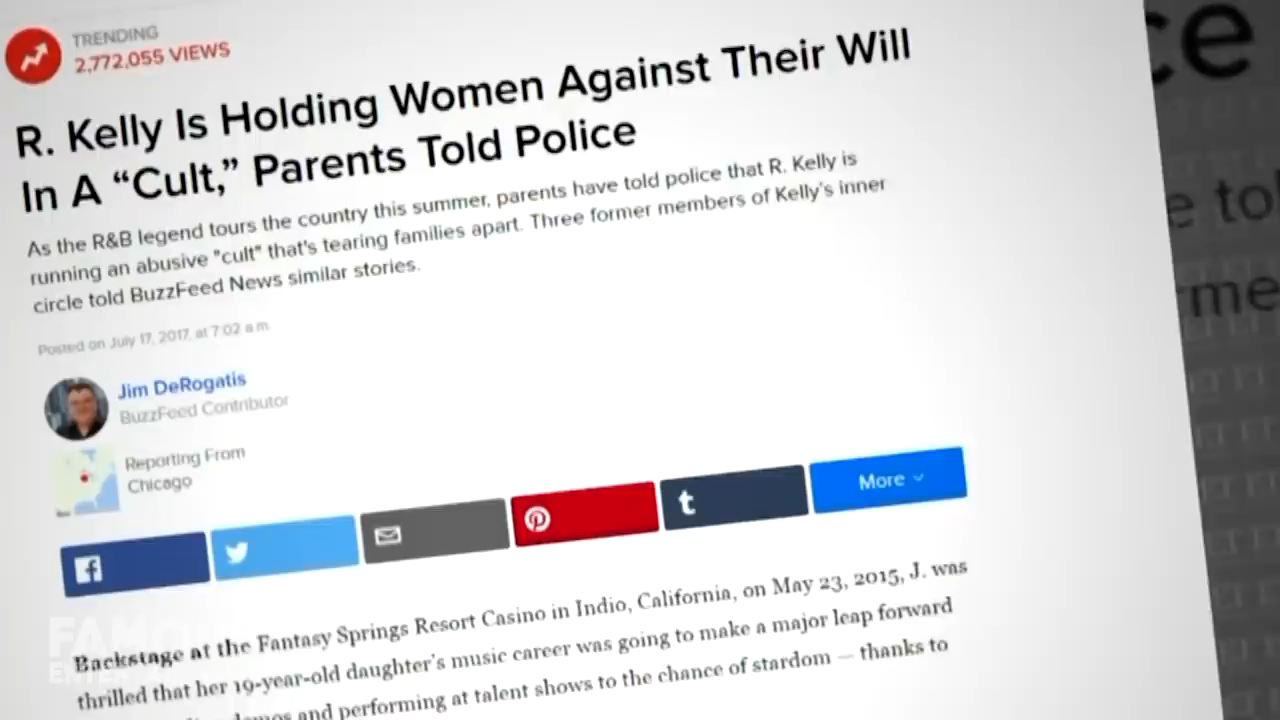 TRENDING
2,772,055 VIEWS
R. Kelly Is Holding Women Against Their Will
In A “Cult,” Parents Told Police
As the R&B legend tours the country this summer, parents have told police that R. Kelly is
running an abusive "cult" that's tearing families apart. Three former members of Kelly's inner
circle told BuzzFeed News similar stories.
Posted on July 17, 2017, at 7:02 a.m.
Jim DeRogatis
BuzzFeed Contributor
Reporting From
Chicago
More
Backstage at the Fantasy Springs Resort Casino in Indio, California, on May 23, 2015, J. was
thrilled that her 19-year-old daughter’s music career was going to make a major leap forward
and performing at talent shows to the chance of stardom — thanks to